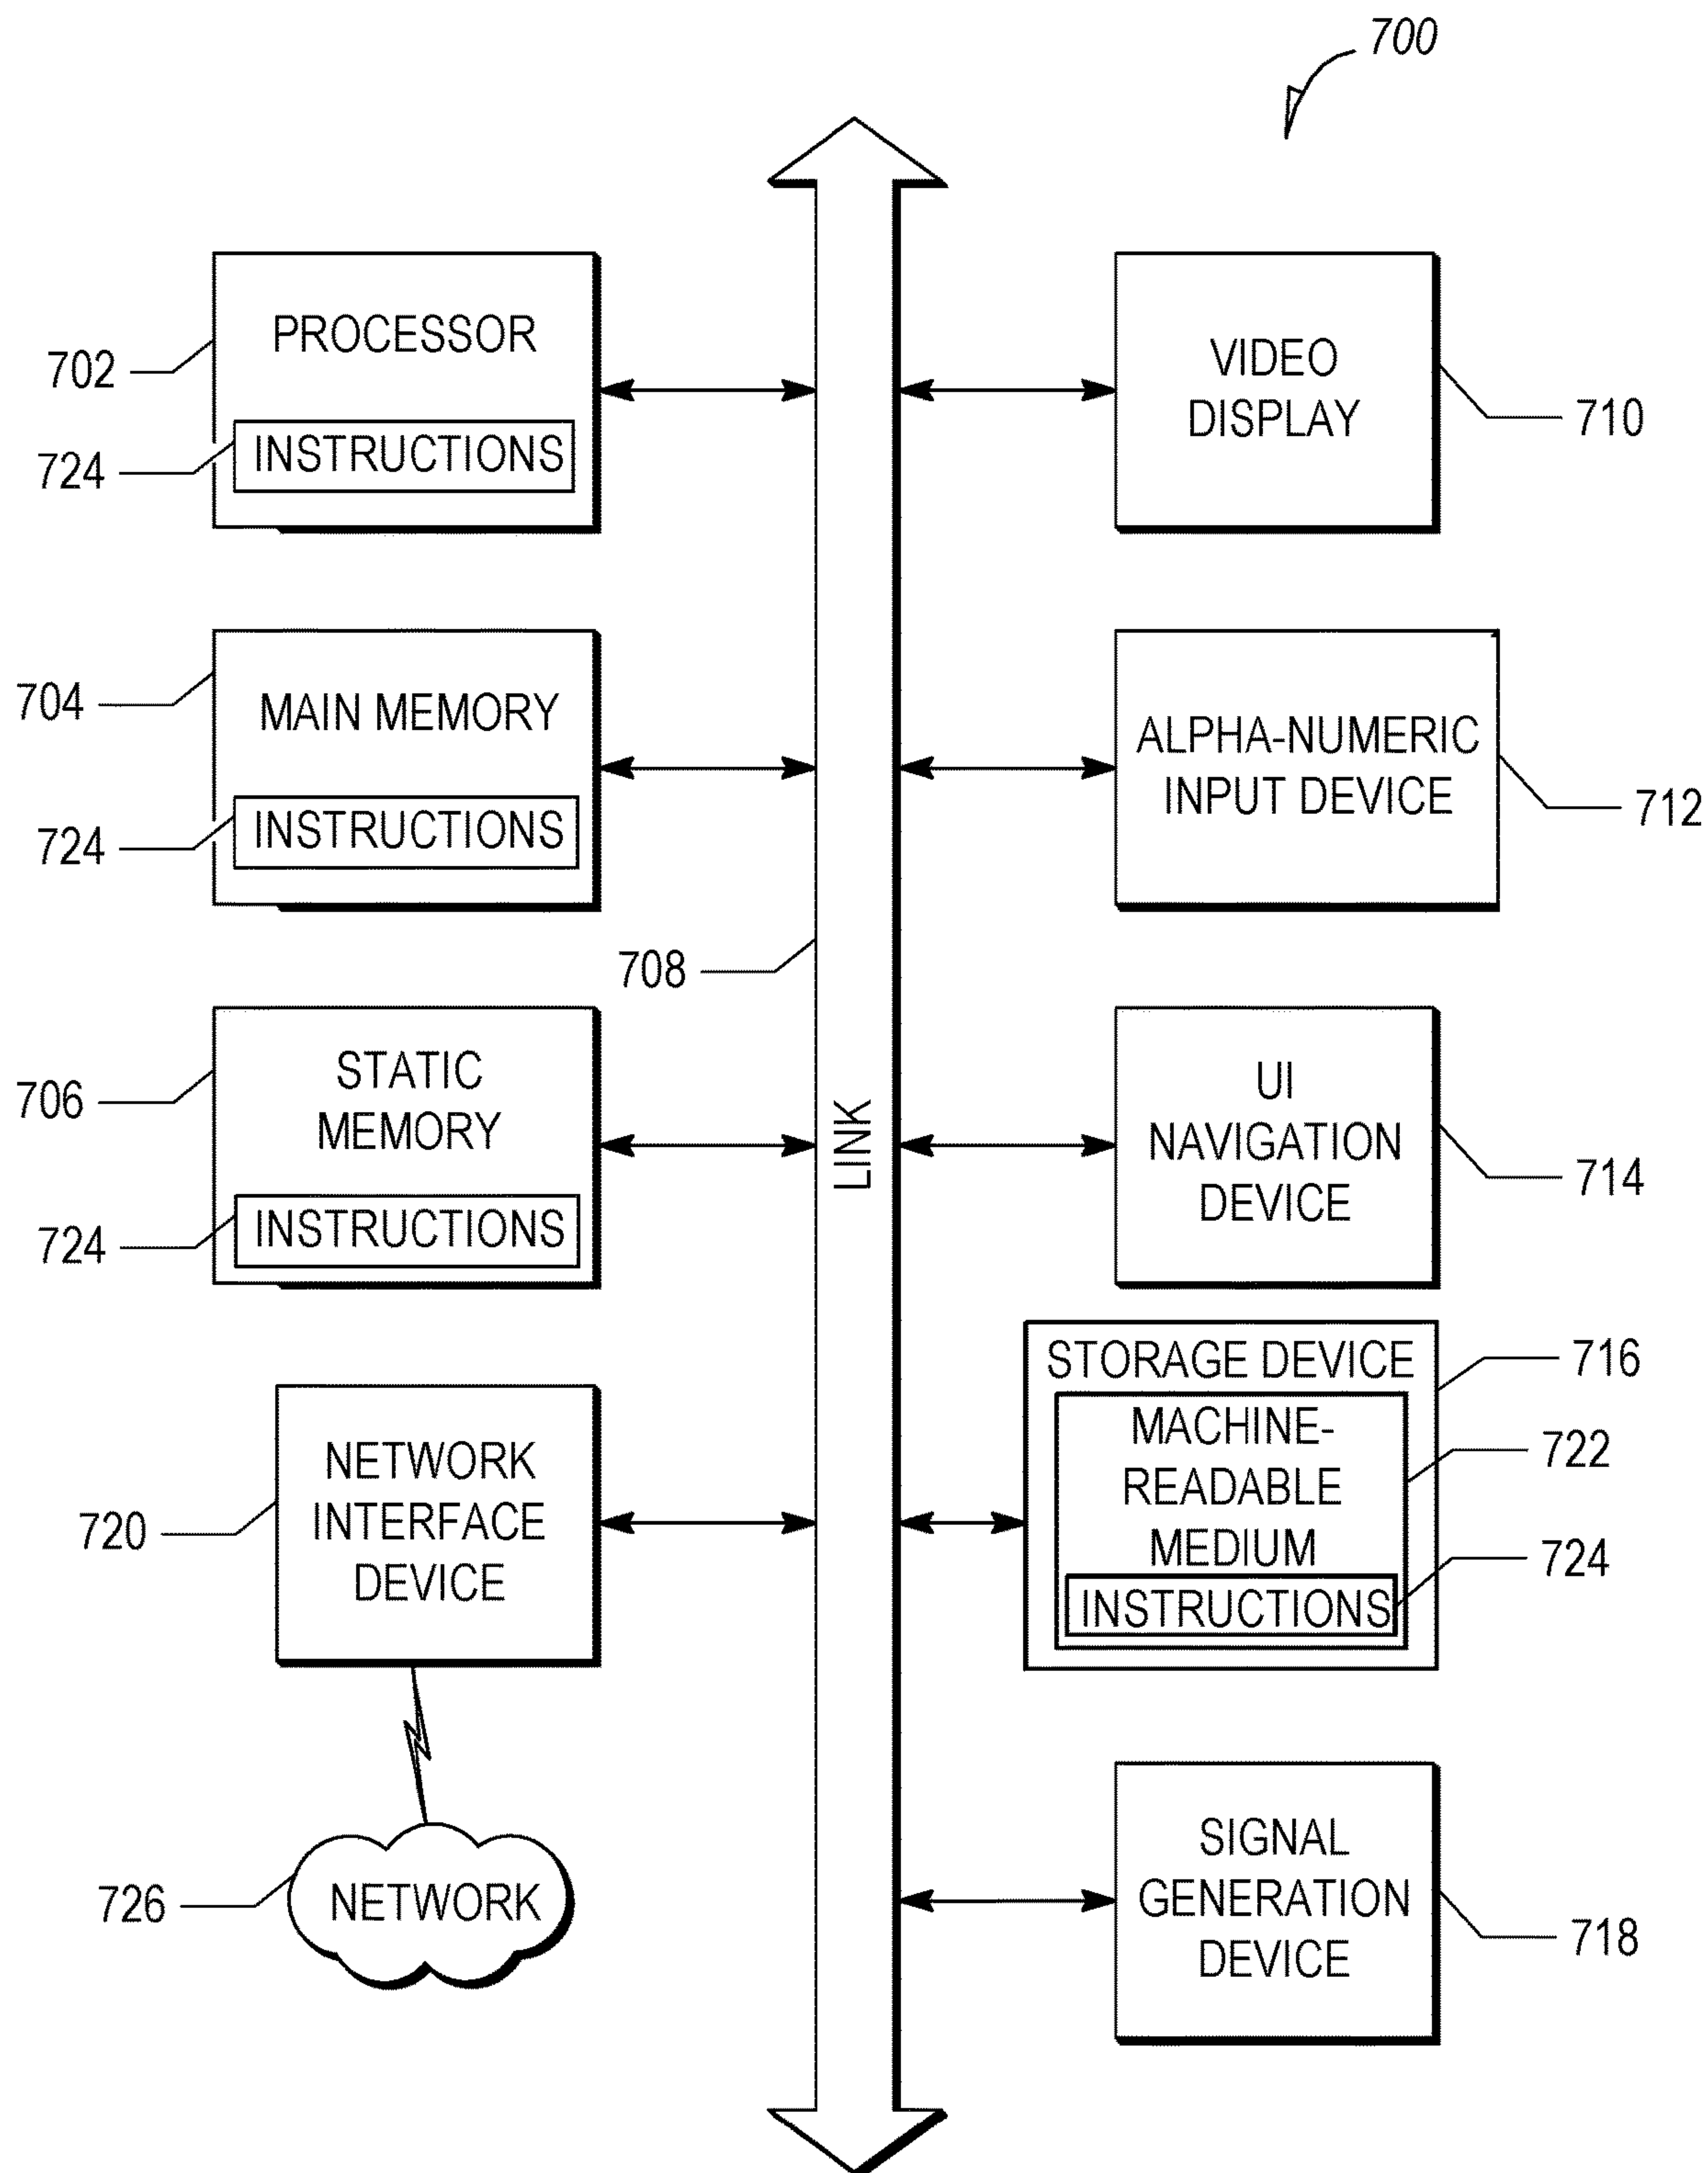 700
PROCESSOR
702
INSTRUCTIONS
724
VIDEO
DISPLAY
710
MAIN MEMORY
704
INSTRUCTIONS
724
ALPHA-NUMERIC
INPUT DEVICE
712
708
LINK
STATIC
MEMORY
706
INSTRUCTIONS
724
UI
NAVIGATION
DEVICE
714
NETWORK
INTERFACE
DEVICE
720
STORAGE DEVICE
716
MACHINE-
READABLE
MEDIUM
722
INSTRUCTIONS
724
NETWORK
726
SIGNAL
GENERATION
DEVICE
718